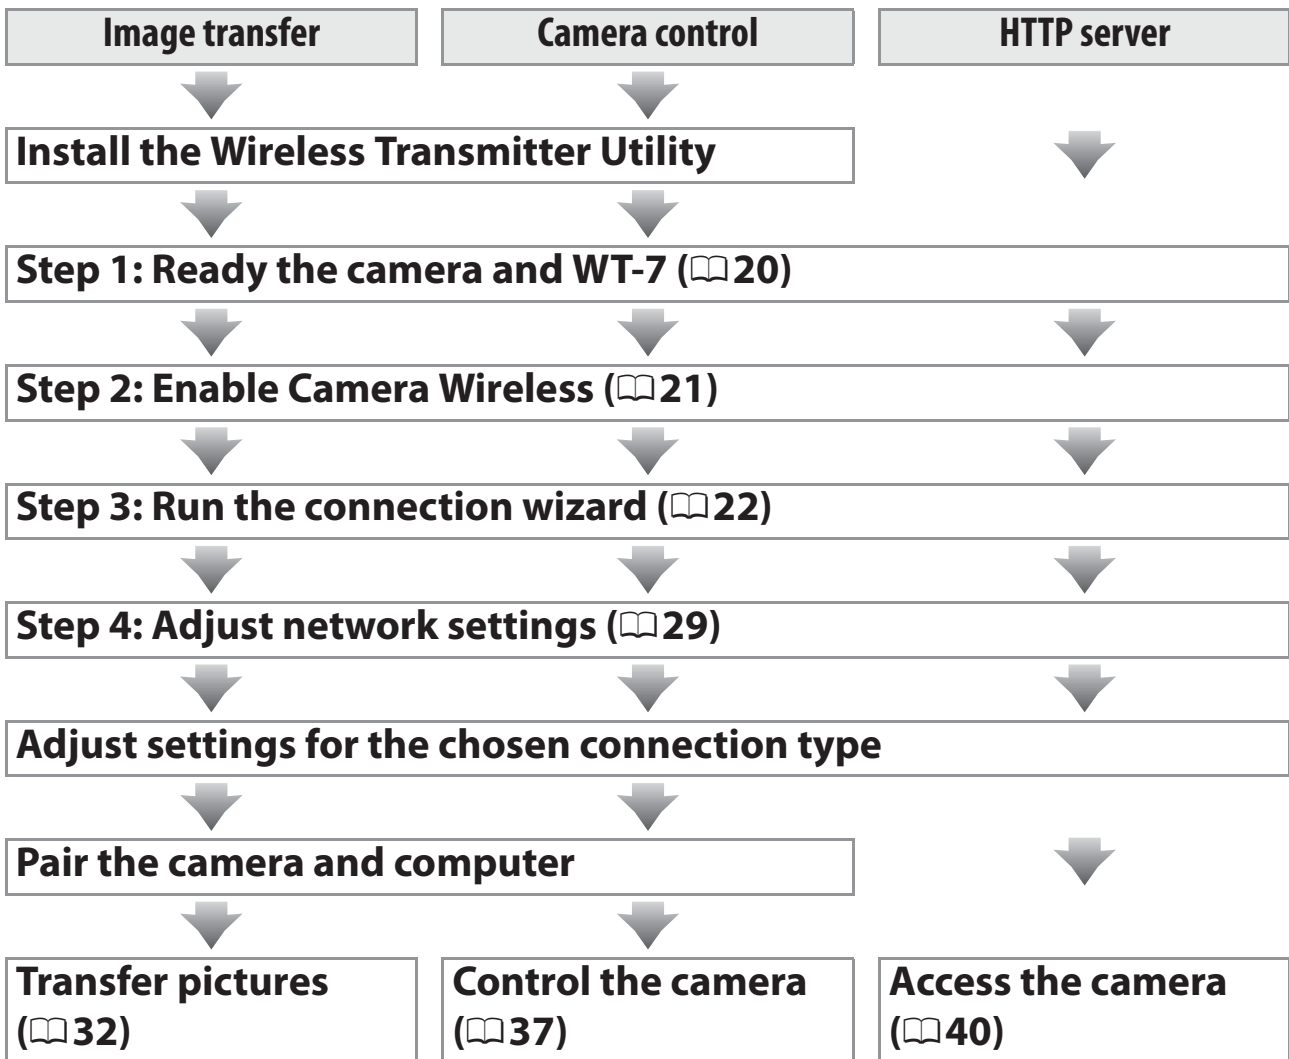 Image transfer
Camera control
HTTP server
Install the Wireless Transmitter Utility
Step 1: Ready the camera and WT-7 (📖20)
Step 2: Enable Camera Wireless (📖21)
Step 3: Run the connection wizard (📖22)
Step 4: Adjust network settings (📖29)
Adjust settings for the chosen connection type
Pair the camera and computer
Transfer pictures
(📖32)
Control the camera
(📖37)
Access the camera
(📖40)